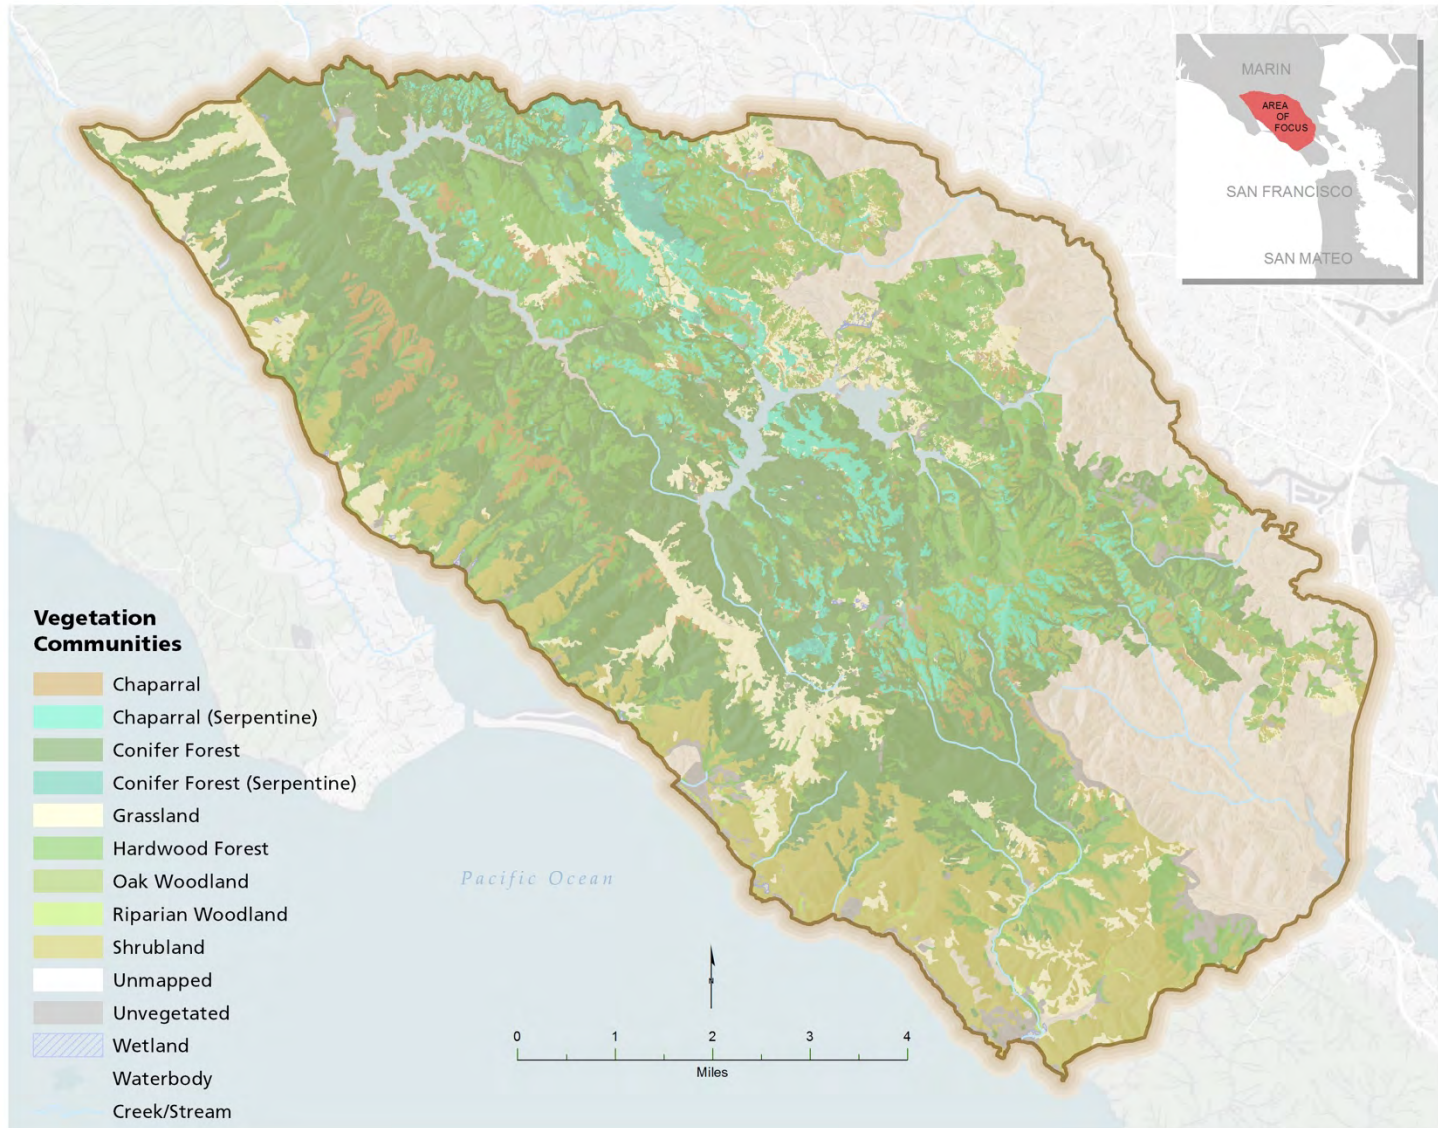 MARIN
AREA
OF
FOCUS
SAN FRANCISCO
SAN MATEO
Vegetation
Communities
Chaparral
Chaparral (Serpentine)
Conifer Forest
Conifer Forest (Serpentine)
Grassland
Hardwood Forest
Oak Woodland
Riparian Woodland
Shrubland
Unmapped
Unvegetated
Wetland
Waterbody
Creek/Stream
Pacific Ocean
N
0 1 2 3 4
Miles